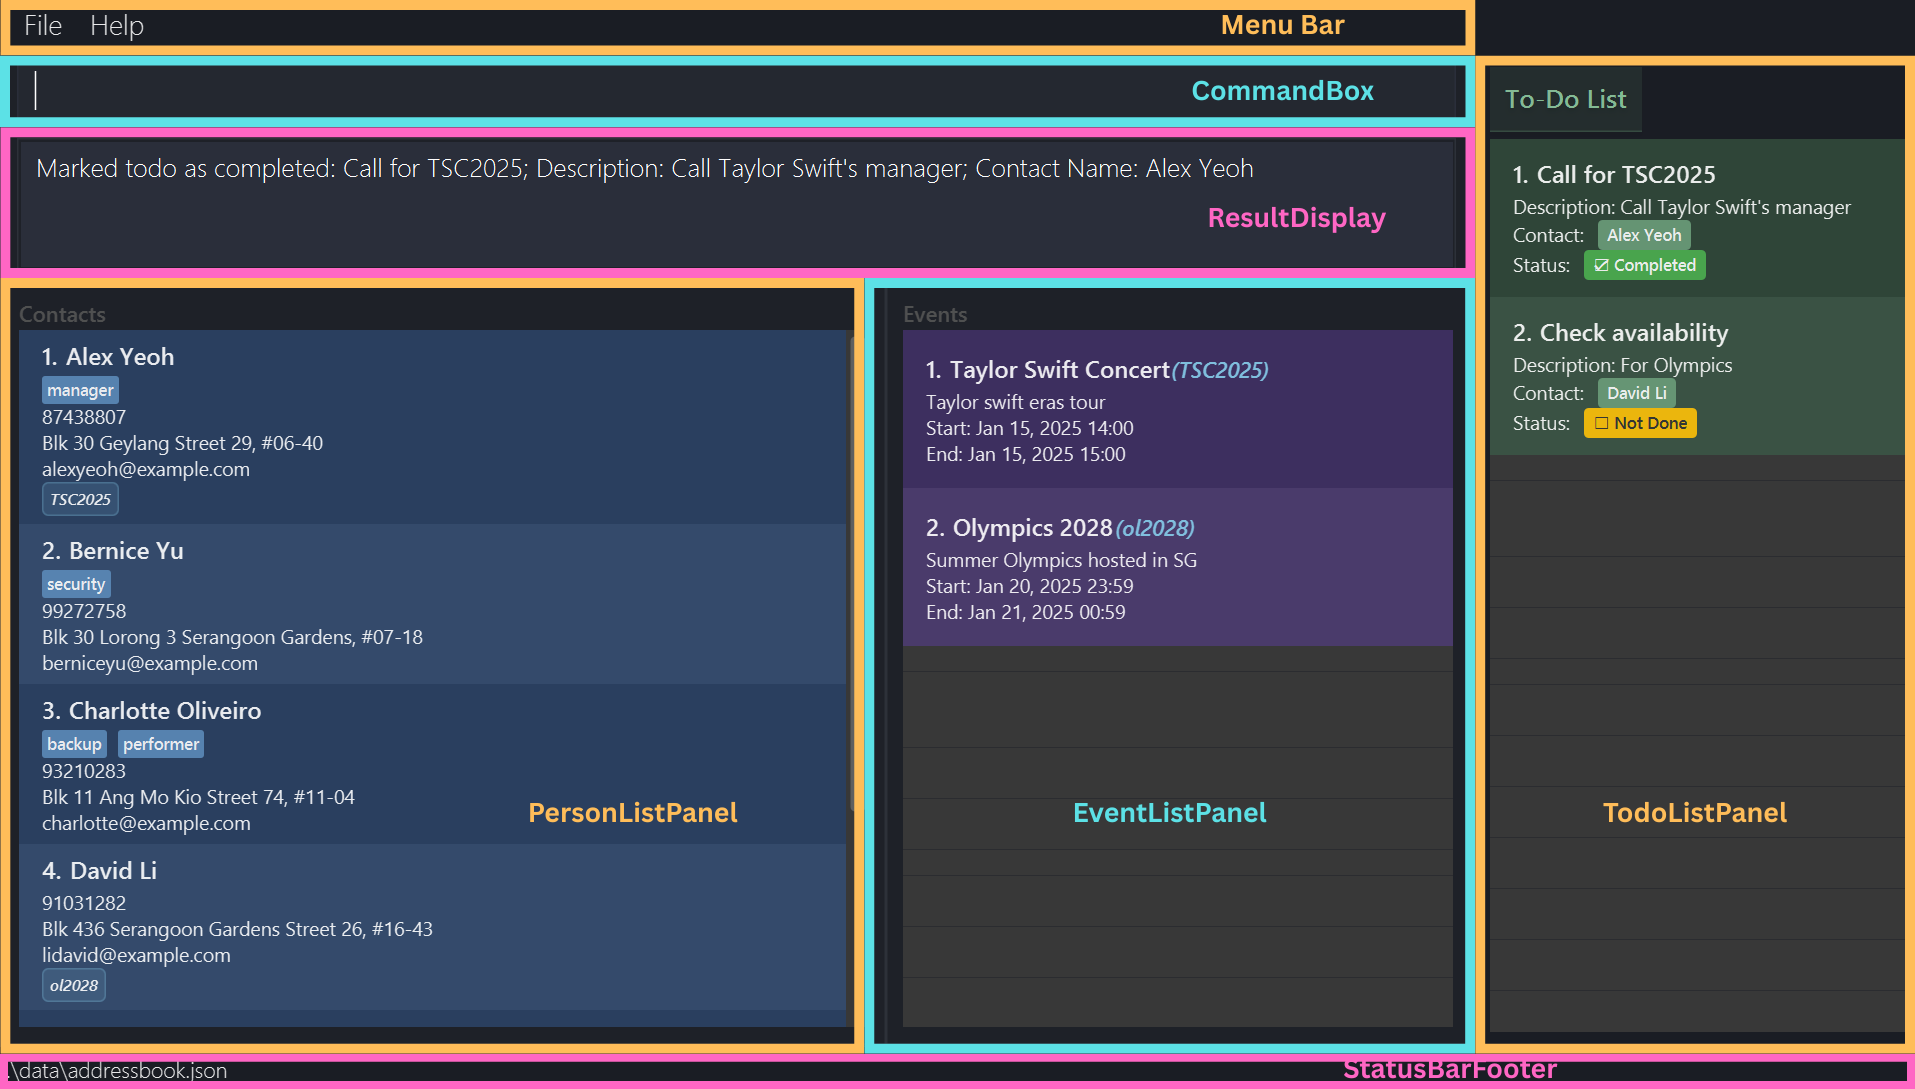 File Help
Menu Bar
CommandBox
Marked todo as completed: Call for TSC2025; Description: Call Taylor Swift's manager; Contact Name: Alex Yeoh
ResultDisplay
Contacts
1. Alex Yeoh
manager
87438807
Blk 30 Geylang Street 29, #06-40
alexyeoh@example.com
TSC2025
2. Bernice Yu
security
99272758
Blk 30 Lorong 3 Serangoon Gardens, #07-18
berniceyu@example.com
3. Charlotte Oliveiro
backup performer
93210283
Blk 11 Ang Mo Kio Street 74, #11-04
charlotte@example.com
PersonListPanel
4. David Li
91031282
Blk 436 Serangoon Gardens Street 26, #16-43
lidavid@example.com
ol2028
Events
1. Taylor Swift Concert(TSC2025)
Taylor swift eras tour
Start: Jan 15, 2025 14:00
End: Jan 15, 2025 15:00
2. Olympics 2028(ol2028)
Summer Olympics hosted in SG
Start: Jan 20, 2025 23:59
End: Jan 21, 2025 00:59
EventListPanel
To-Do List
1. Call for TSC2025
Description: Call Taylor Swift's manager
Contact: Alex Yeoh
Status: ☑ Completed
2. Check availability
Description: For Olympics
Contact: David Li
Status: ☐ Not Done
TodoListPanel
.\data\addressbook.json
StatusBarFooter